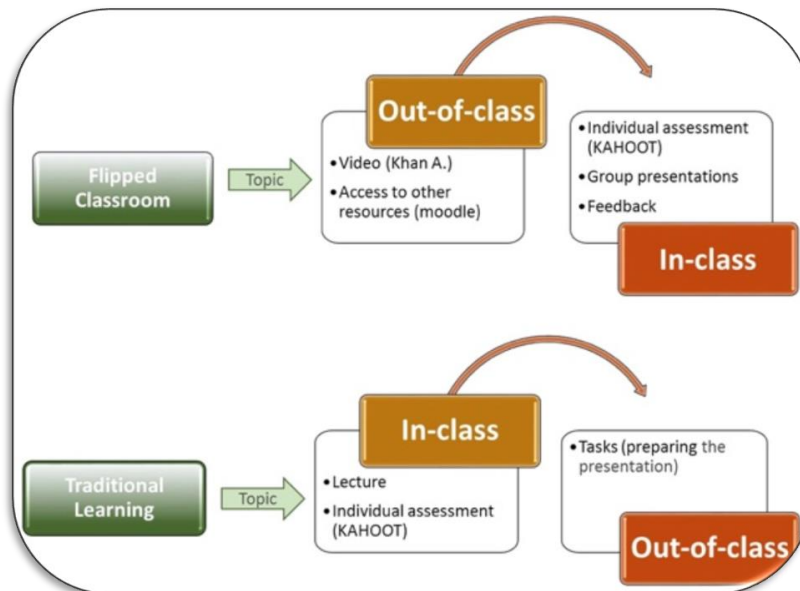 Flipped
Classroom
Topic
Out-of-class
• Video (Khan A.)
• Access to other
resources (moodle)
• Individual assessment
(KAHOOT)
• Group presentations
• Feedback
In-class
Traditional
Learning
Topic
In-class
• Lecture
• Individual assessment
(KAHOOT)
• Tasks (preparing the
presentation)
Out-of-class